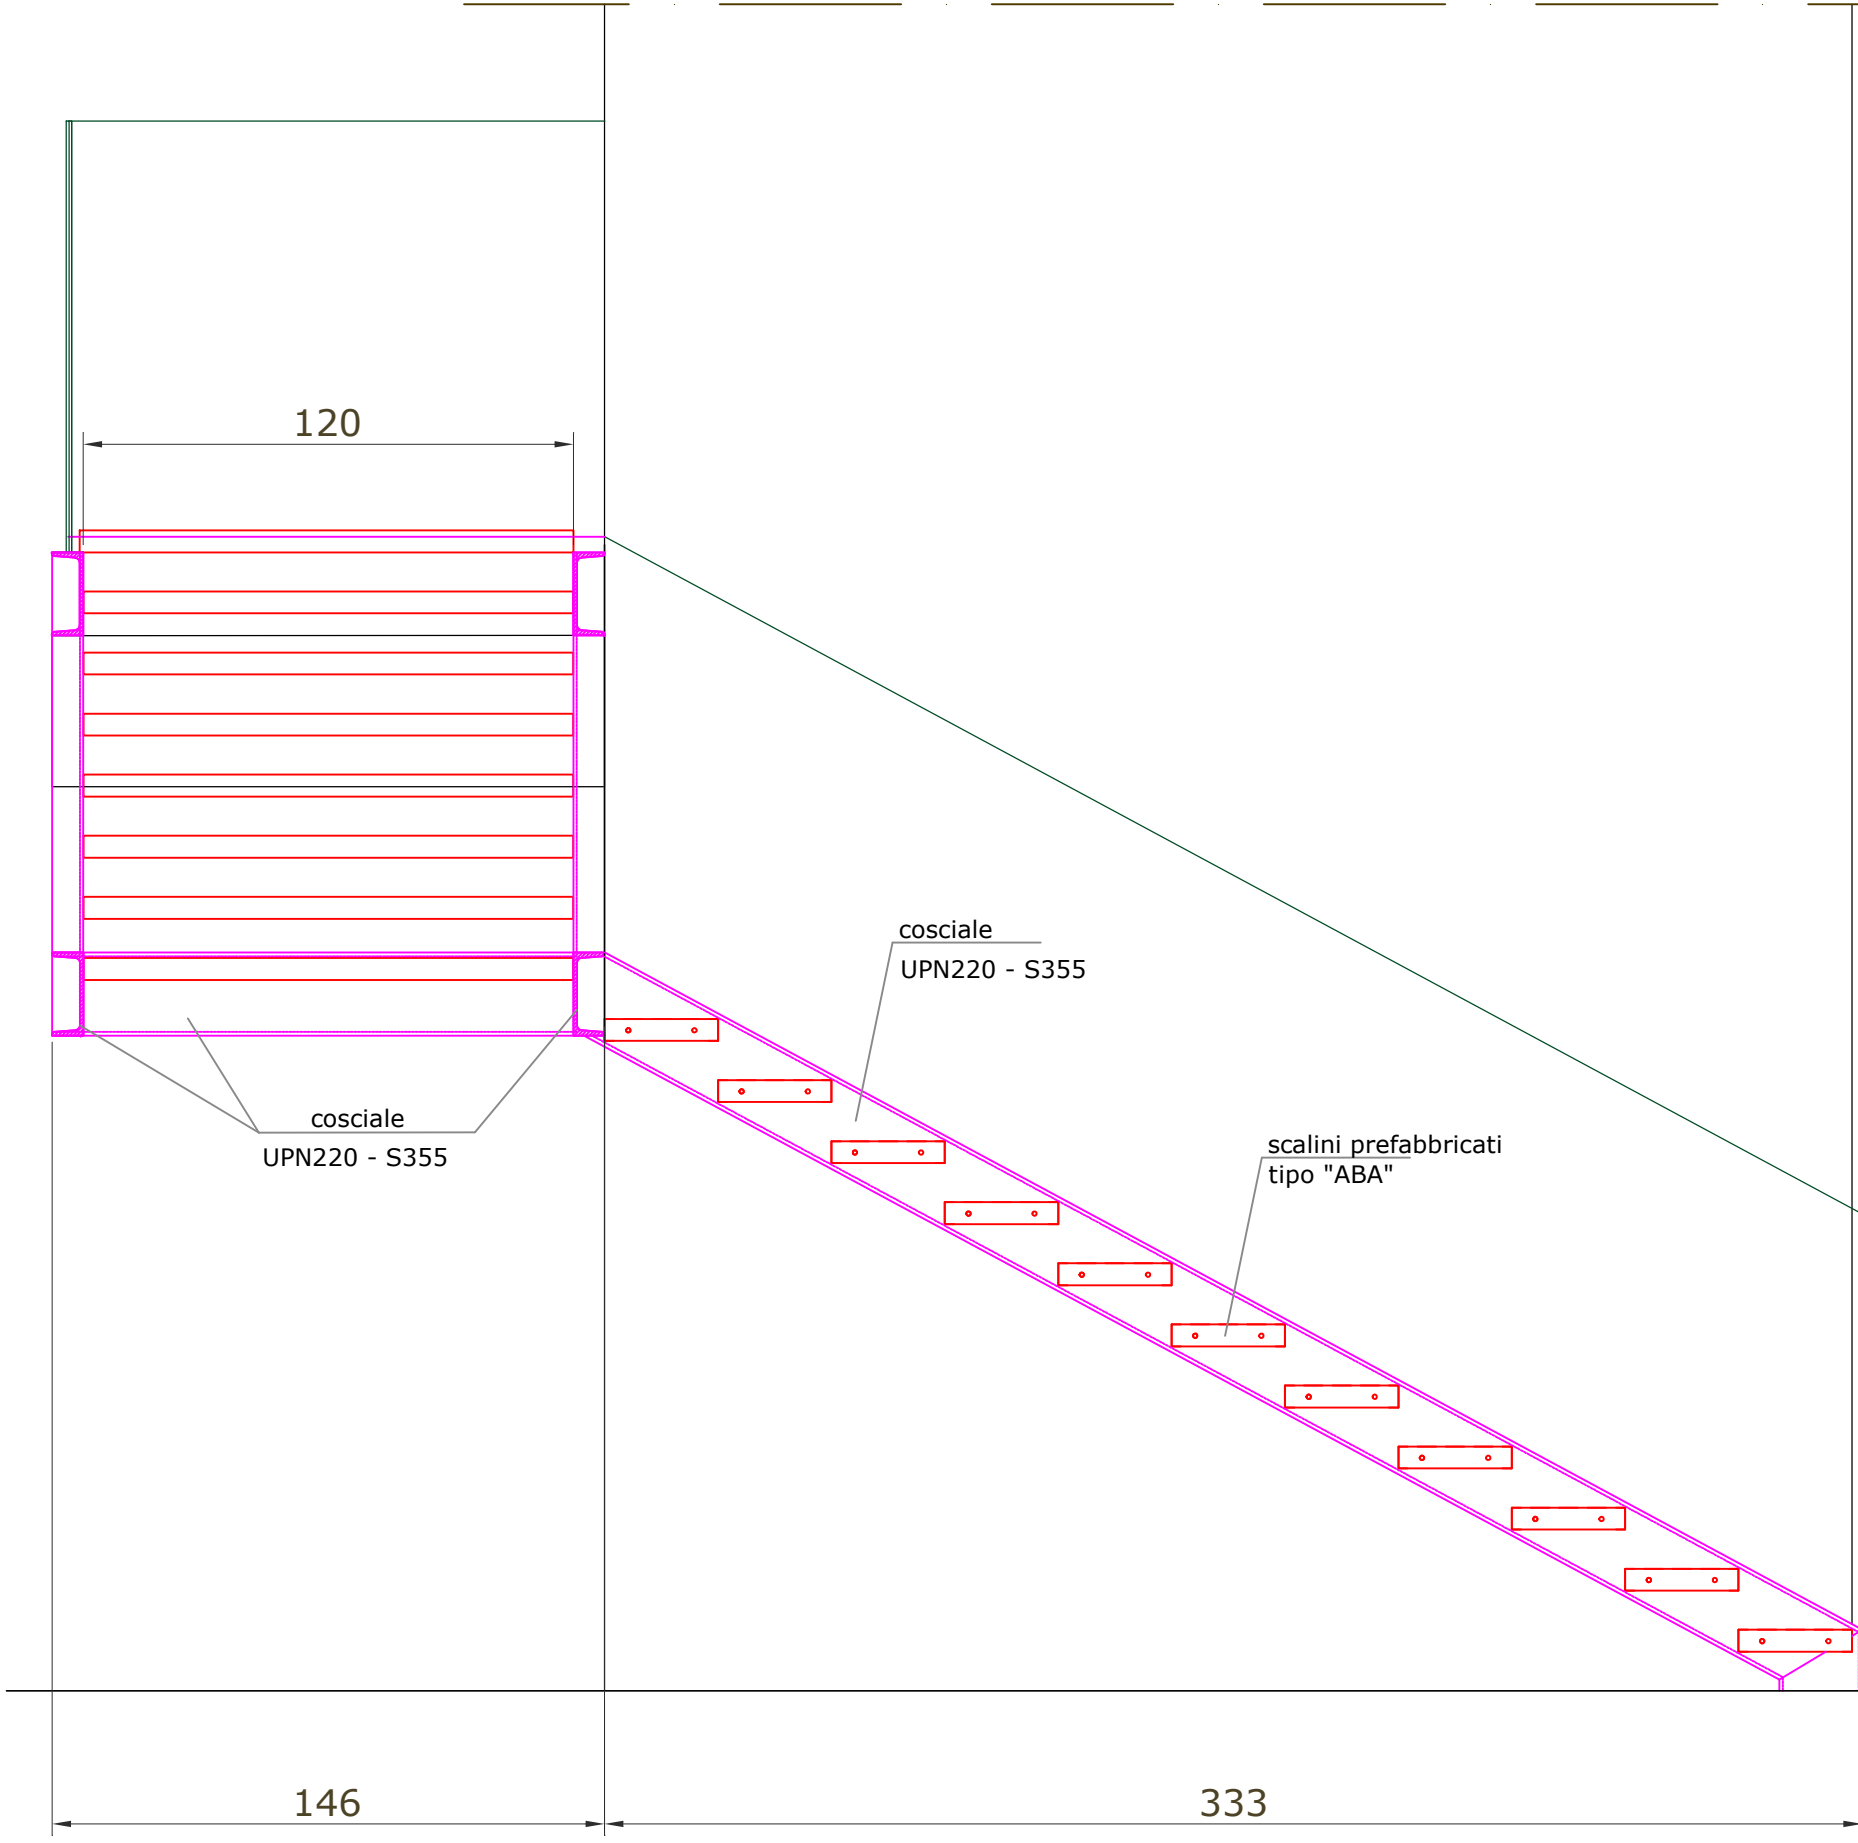 120
cosciale
UPN220 - S355
cosciale
UPN220 - S355
scalini prefabbricati
tipo "ABA"
146
333